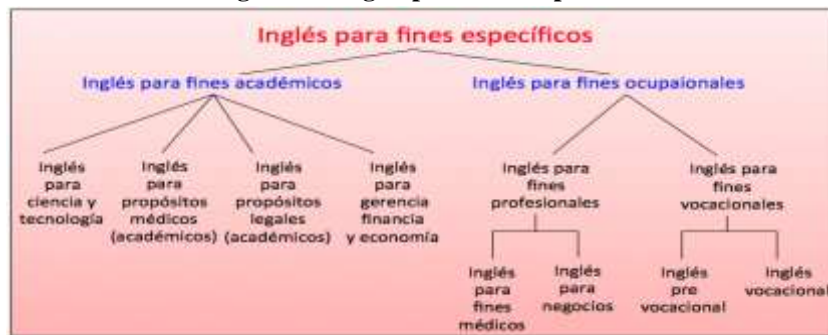 Inglés para fines específicos
Inglés para fines académicos
Inglés para fines ocupaionales
Inglés
para
ciencia y
tecnología
Inglés
para
propósitos
médicos
(académicos)
Inglés
para
propósitos
legales
(académicos)
Inglés
para
gerencia
financia
y economía
Inglés para
fines
profesionales
Inglés para
fines
vocacionales
Inglés
para
fines
médicos
Inglés
para
negocios
Inglés
pre
vocacional
Inglés
vocacional